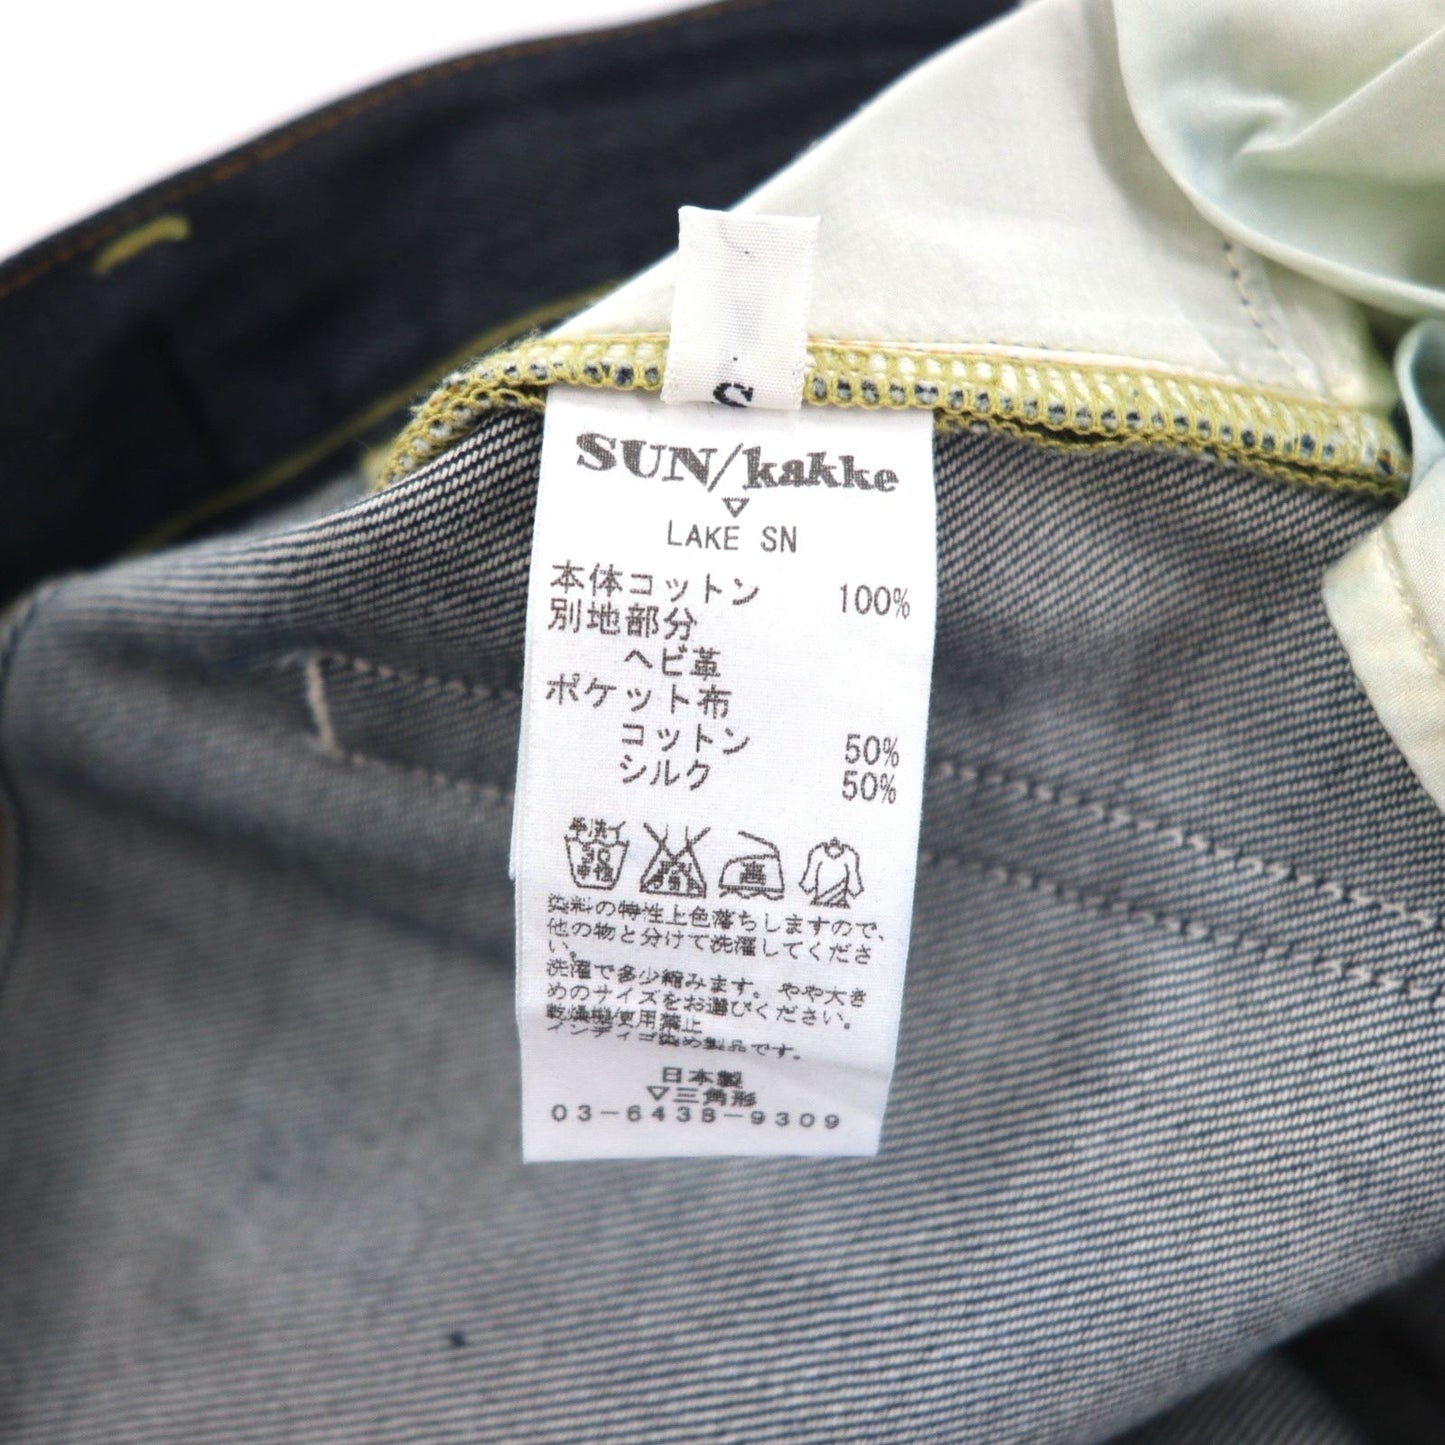 S
SUN/kakke
▽
LAKE SN
本体コットン 100%
別地部分
ヘビ革
ポケット布
コットン 50%
シルク 50%
手洗イ
30
中性
染料の特性上色落ちしますので、
他の物と分けて洗濯してくださ
い。
洗濯で多少縮みます。やや大き
めのサイズをお選びください。
乾燥機使用禁止
インディゴ染め製品です。
日本製
▽三角形
03-6438-9309